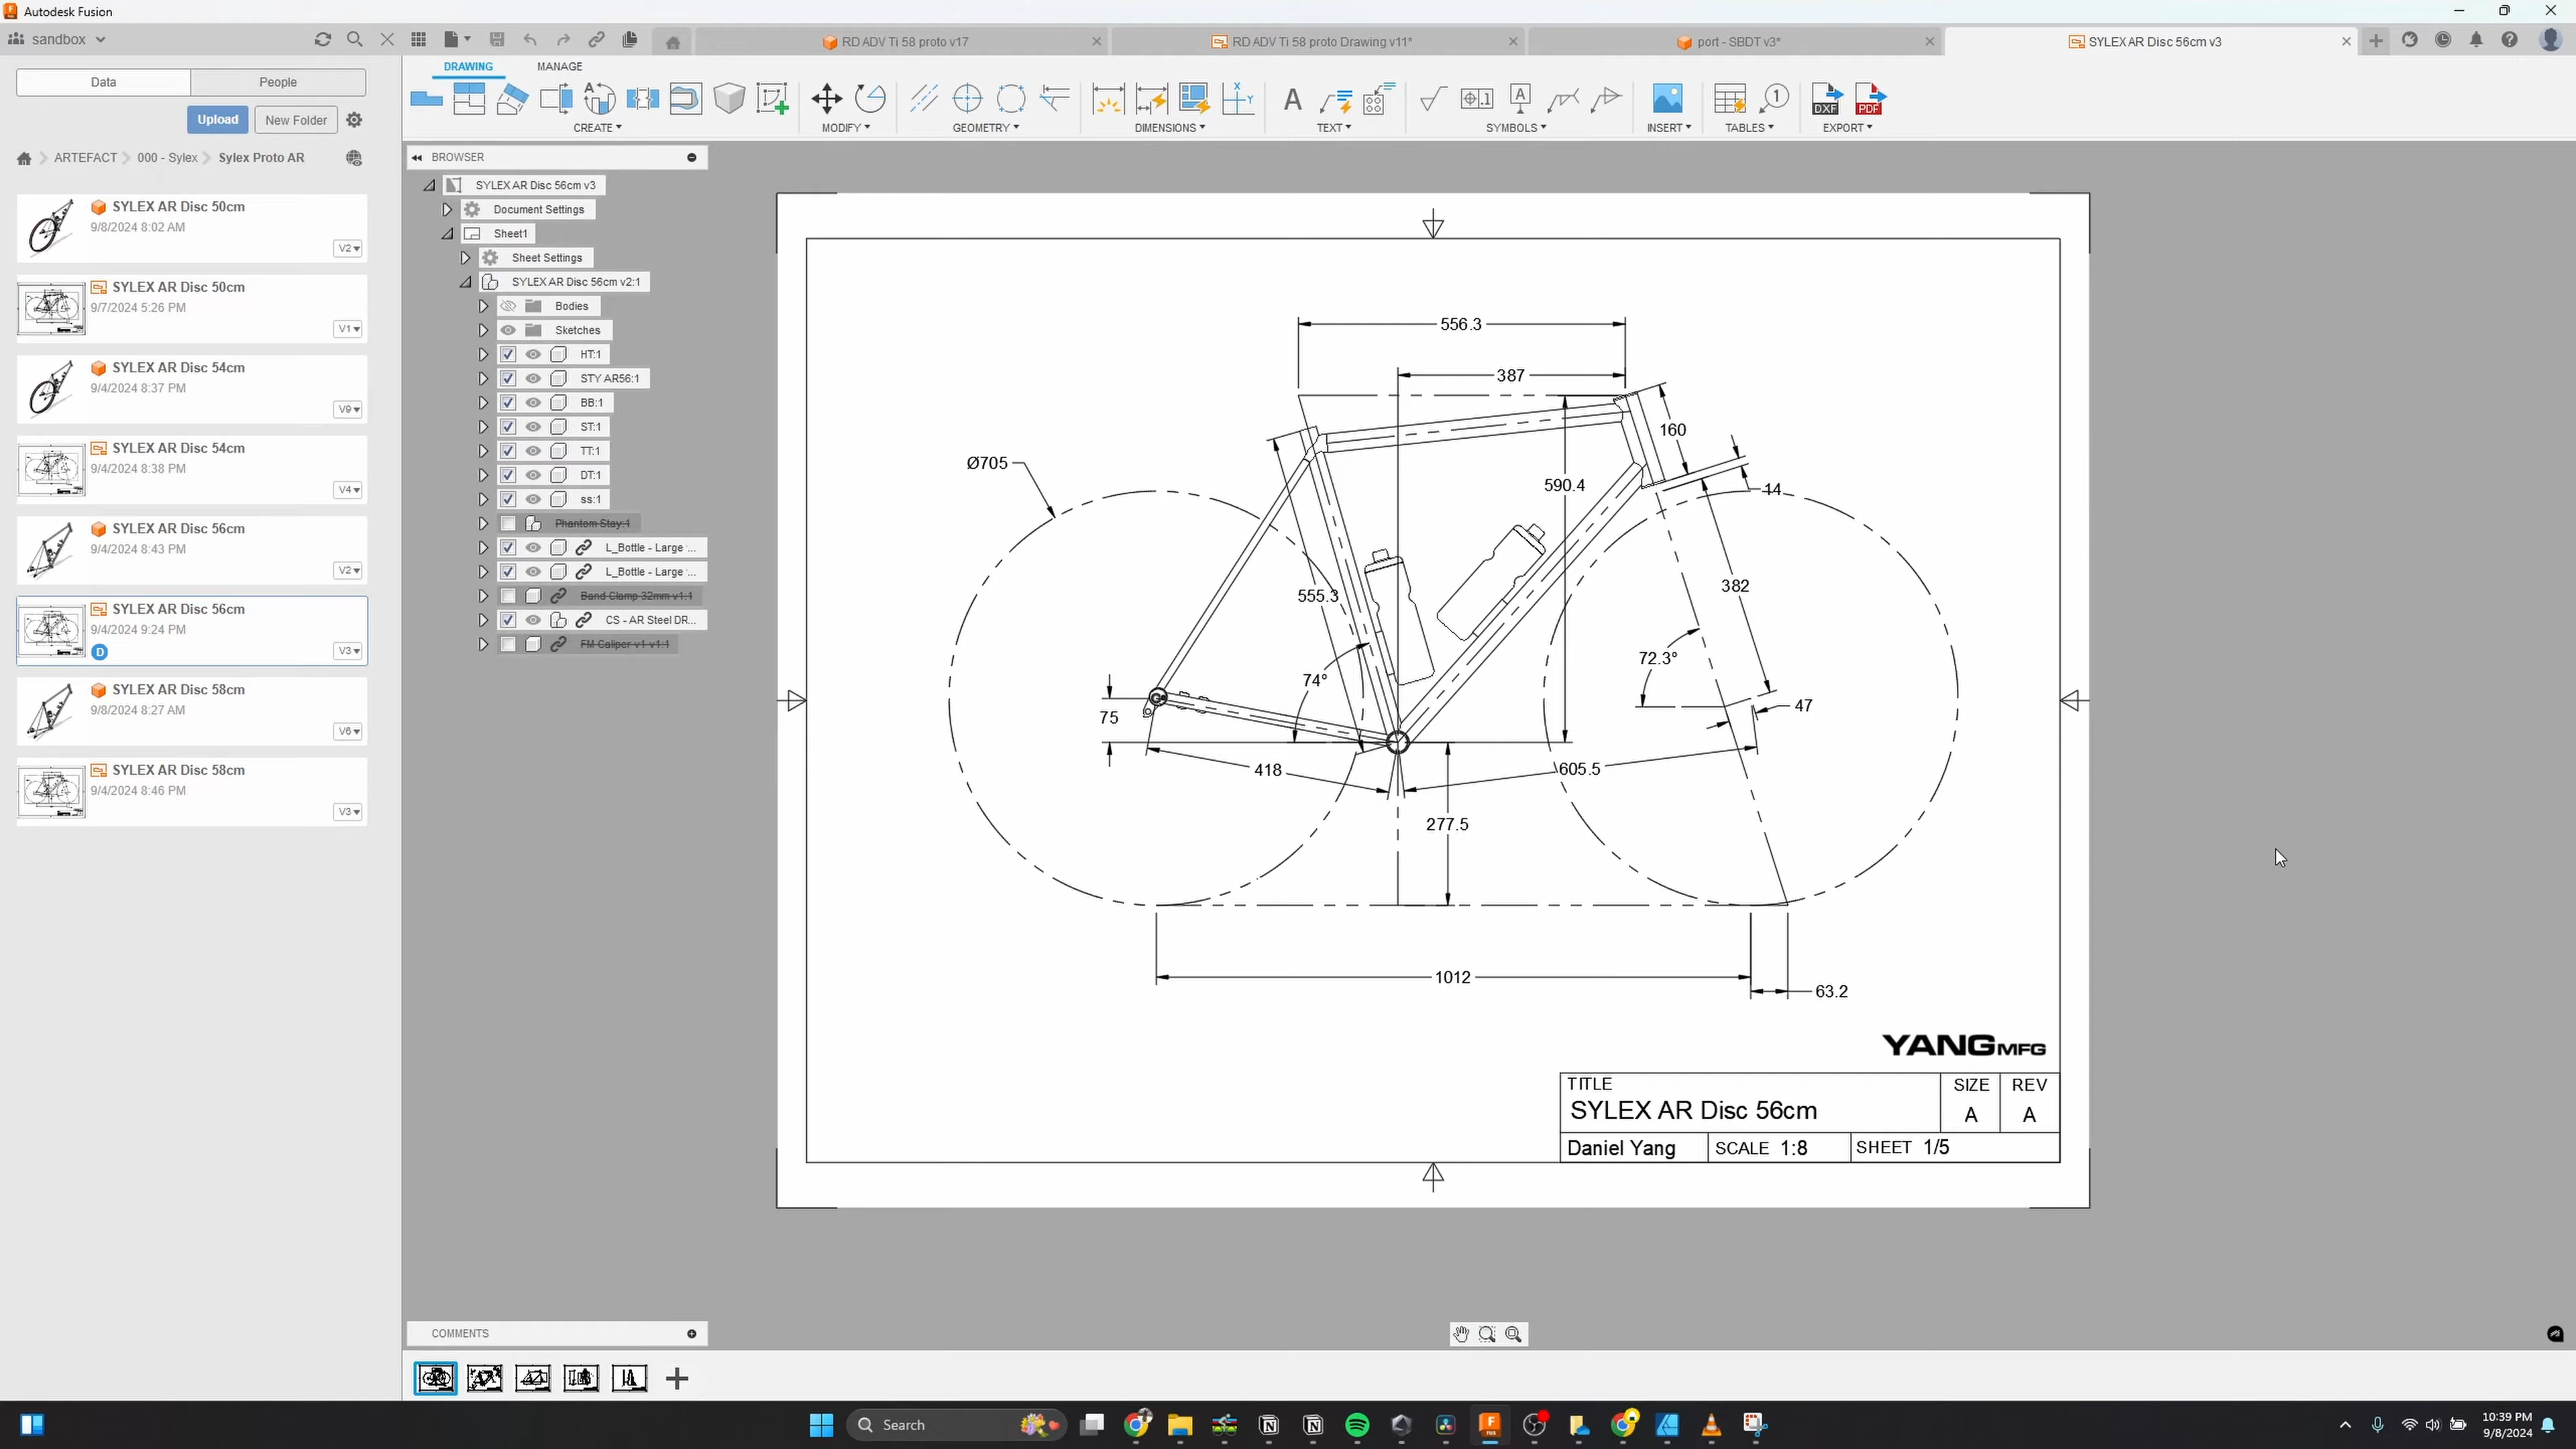 Autodesk Fusion
sandbox
RD ADV Ti 58 proto v17
RD ADV Ti 58 proto Drawing v11*
port - SBDT v3*
SYLEX AR Disc 56cm v3
Data
People
DRAWING
MANAGE
Upload
New Folder
CREATE
MODIFY
GEOMETRY
DIMENSIONS
TEXT
SYMBOLS
INSERT
TABLES
EXPORT
DXF
PDF
ARTEFACT
000 - Sylex
Sylex Proto AR
SYLEX AR Disc 50cm
9/8/2024 8:02 AM
V2
SYLEX AR Disc 50cm
9/7/2024 5:26 PM
V1
SYLEX AR Disc 54cm
9/4/2024 8:37 PM
V9
SYLEX AR Disc 54cm
9/4/2024 8:38 PM
V4
SYLEX AR Disc 56cm
9/4/2024 8:43 PM
V2
SYLEX AR Disc 56cm
9/4/2024 9:24 PM
D
V3
SYLEX AR Disc 58cm
9/8/2024 8:27 AM
V6
SYLEX AR Disc 58cm
9/4/2024 8:46 PM
V3
BROWSER
SYLEX AR Disc 56cm v3
Document Settings
Sheet1
Sheet Settings
SYLEX AR Disc 56cm v2:1
Bodies
Sketches
HT:1
STY AR56:1
BB:1
ST:1
TT:1
DT:1
ss:1
Phantom Stay:1
L_Bottle - Large ...
L_Bottle - Large ...
Band Clamp 32mm v1:1
CS - AR Steel DR...
FM Caliper v1 v1:1
556.3
387
160
Ø705
590.4
14
382
555.3
72.3°
74°
75
47
418
605.5
277.5
1012
63.2
YANG MFG
TITLE
SYLEX AR Disc 56cm
SIZE
A
REV
A
Daniel Yang
SCALE 1:8
SHEET 1/5
COMMENTS
Search
10:39 PM
9/8/2024